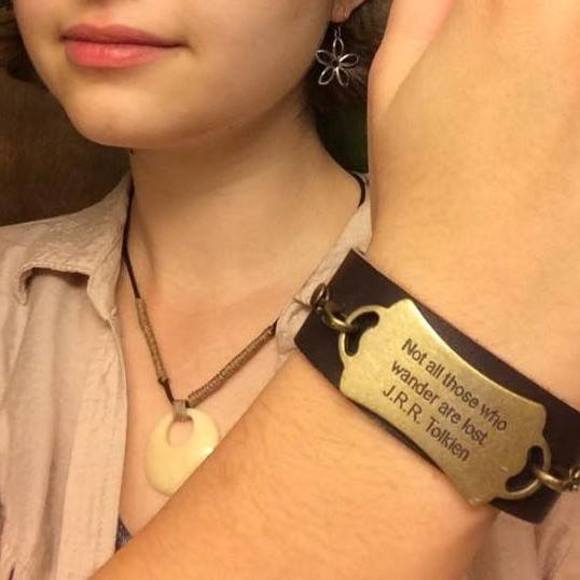 Not all those who
wander are lost.
J.R.R. Tolkien